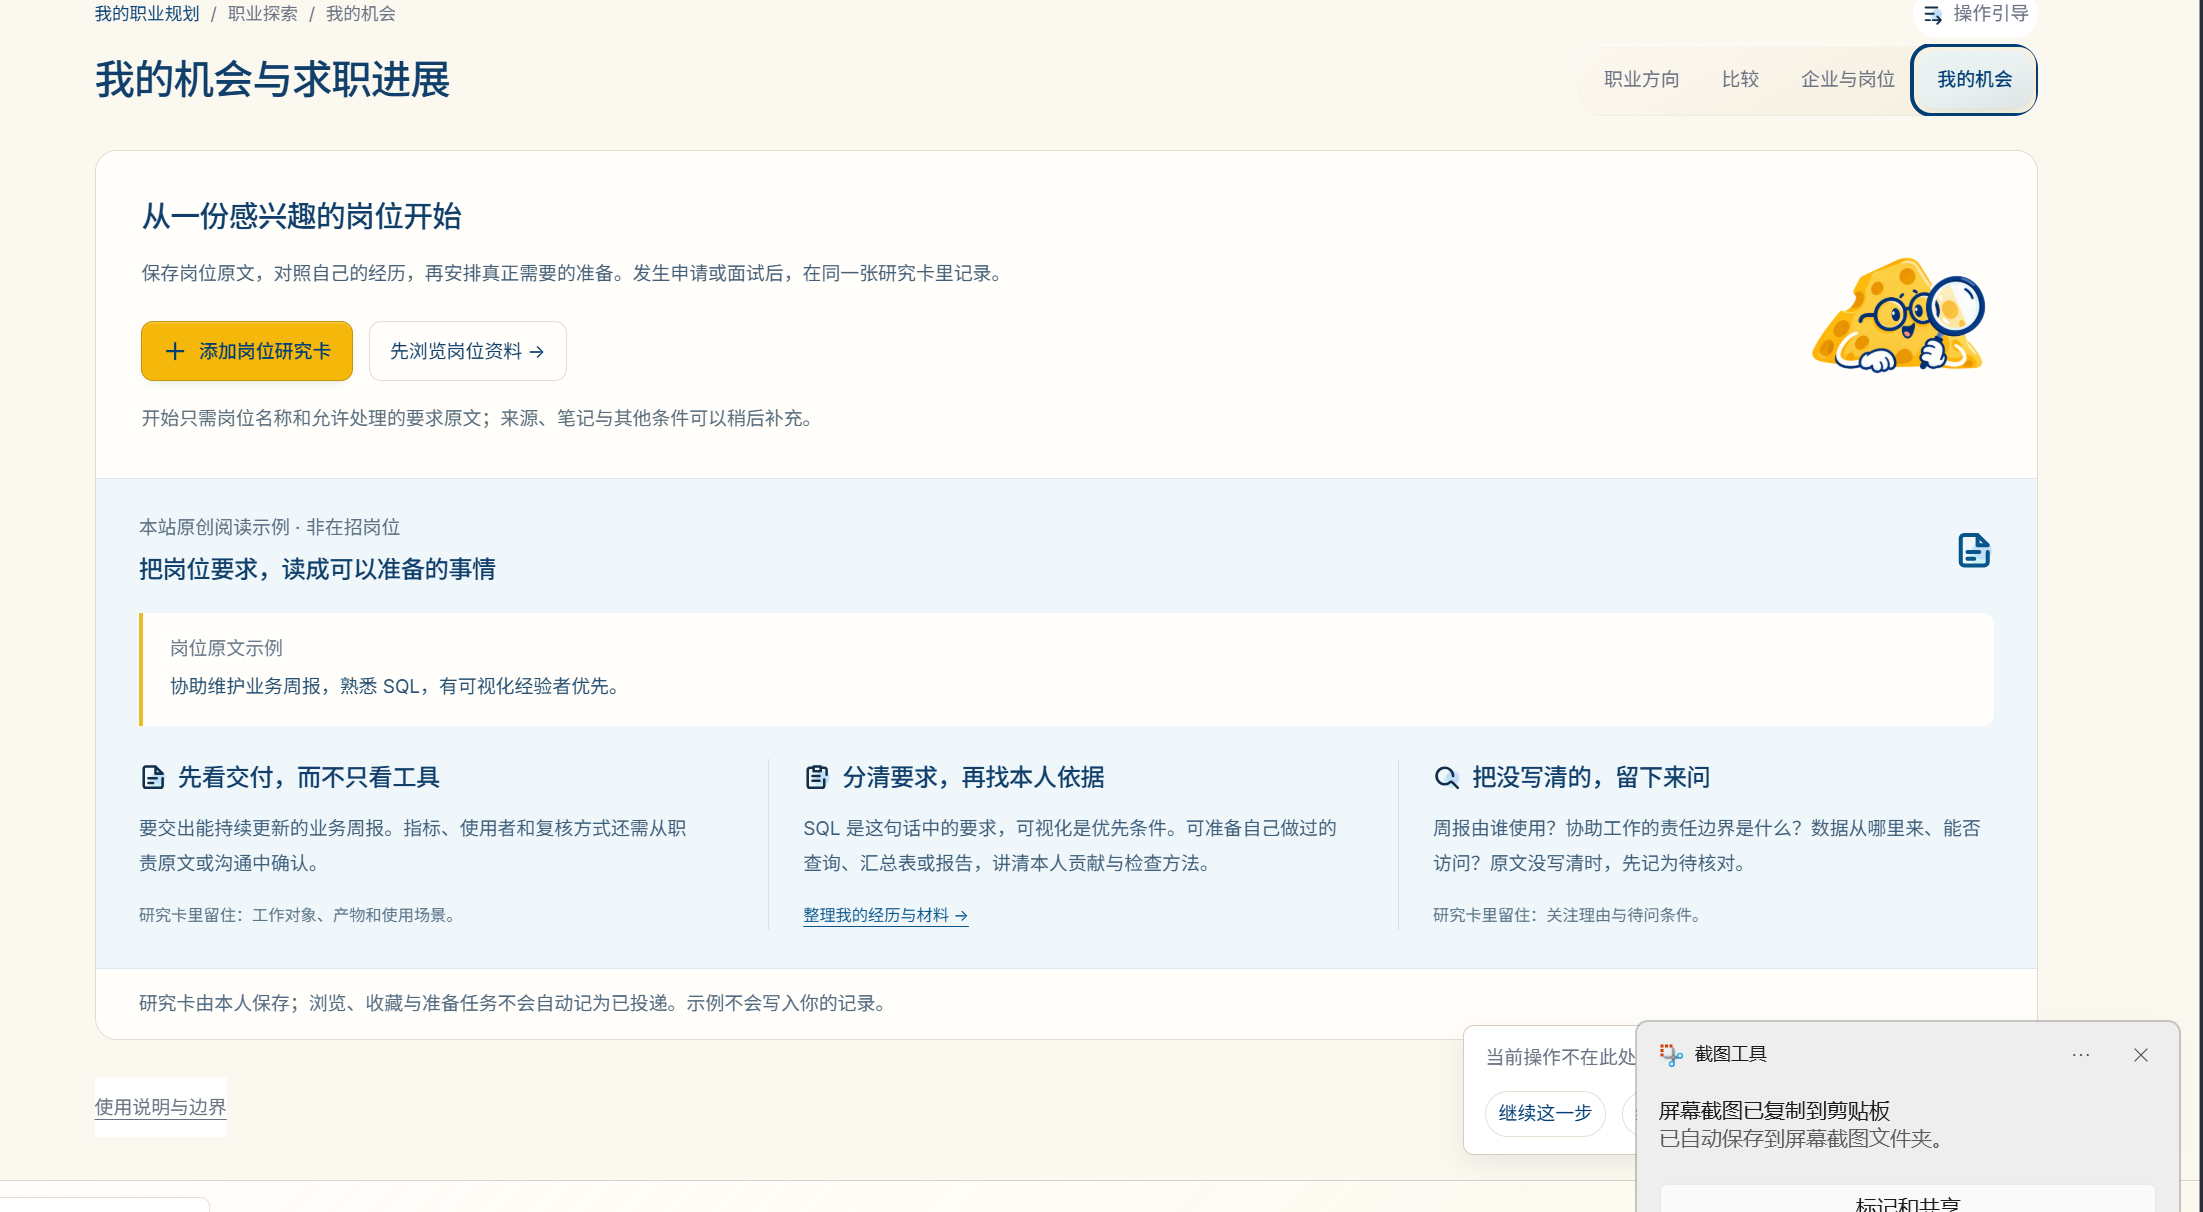 我的职业规划 / 职业探索 / 我的机会
操作引导
我的机会与求职进展
职业方向
比较
企业与岗位
我的机会
从一份感兴趣的岗位开始
保存岗位原文，对照自己的经历，再安排真正需要的准备。发生申请或面试后，在同一张研究卡里记录。
添加岗位研究卡
先浏览岗位资料 →
开始只需岗位名称和允许处理的要求原文；来源、笔记与其他条件可以稍后补充。
本站原创阅读示例 · 非在招岗位
把岗位要求，读成可以准备的事情
岗位原文示例
协助维护业务周报，熟悉 SQL，有可视化经验者优先。
先看交付，而不只看工具
要交出能持续更新的业务周报。指标、使用者和复核方式还需从职
责原文或沟通中确认。
研究卡里留住：工作对象、产物和使用场景。
分清要求，再找本人依据
SQL 是这句话中的要求，可视化是优先条件。可准备自己做过的
查询、汇总表或报告，讲清本人贡献与检查方法。
整理我的经历与材料 →
把没写清的，留下来问
周报由谁使用？协助工作的责任边界是什么？数据从哪里来、能否
访问？原文没写清时，先记为待核对。
研究卡里留住：关注理由与待问条件。
研究卡由本人保存；浏览、收藏与准备任务不会自动记为已投递。示例不会写入你的记录。
当前操作不在此处
继续这一步
使用说明与边界
截图工具
屏幕截图已复制到剪贴板
已自动保存到屏幕截图文件夹。
标记和共享